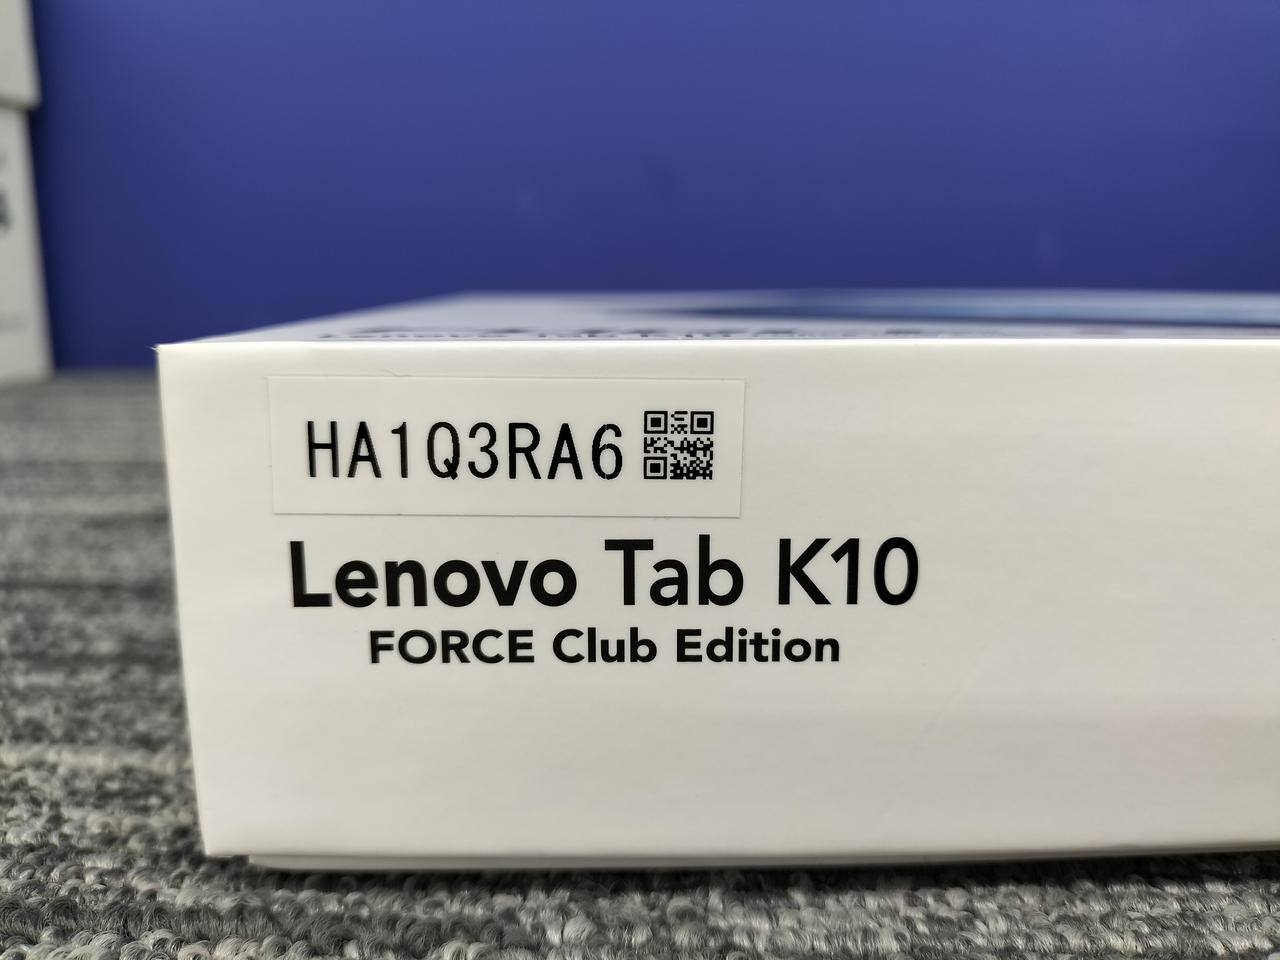 HA1Q3RA6
Lenovo Tab K10
FORCE Club Edition